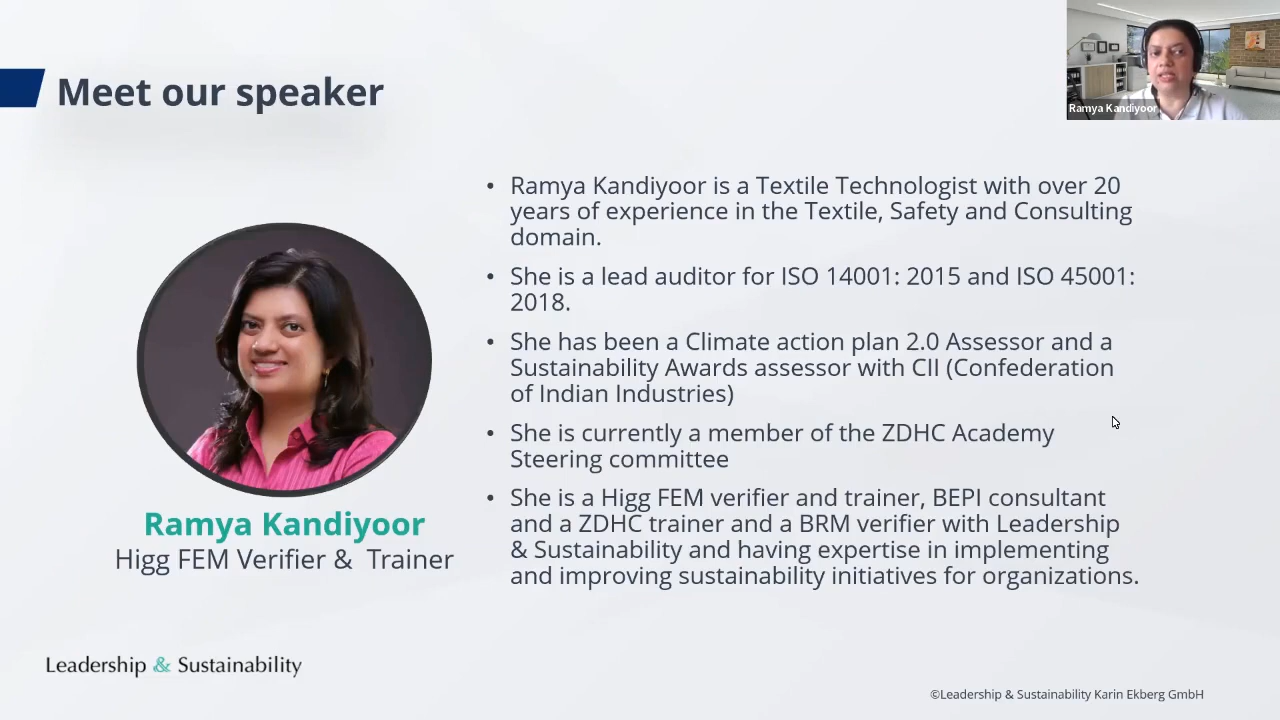 Meet our speaker
Ramya Kandiyoor
• Ramya Kandiyoor is a Textile Technologist with over 20
years of experience in the Textile, Safety and Consulting
domain.
• She is a lead auditor for ISO 14001: 2015 and ISO 45001:
2018.
• She has been a Climate action plan 2.0 Assessor and a
Sustainability Awards assessor with CII (Confederation
of Indian Industries)
• She is currently a member of the ZDHC Academy
Steering committee
• She is a Higg FEM verifier and trainer, BEPI consultant
and a ZDHC trainer and a BRM verifier with Leadership
& Sustainability and having expertise in implementing
and improving sustainability initiatives for organizations.
Ramya Kandiyoor
Higg FEM Verifier & Trainer
Leadership & Sustainability
©Leadership & Sustainability Karin Ekberg GmbH